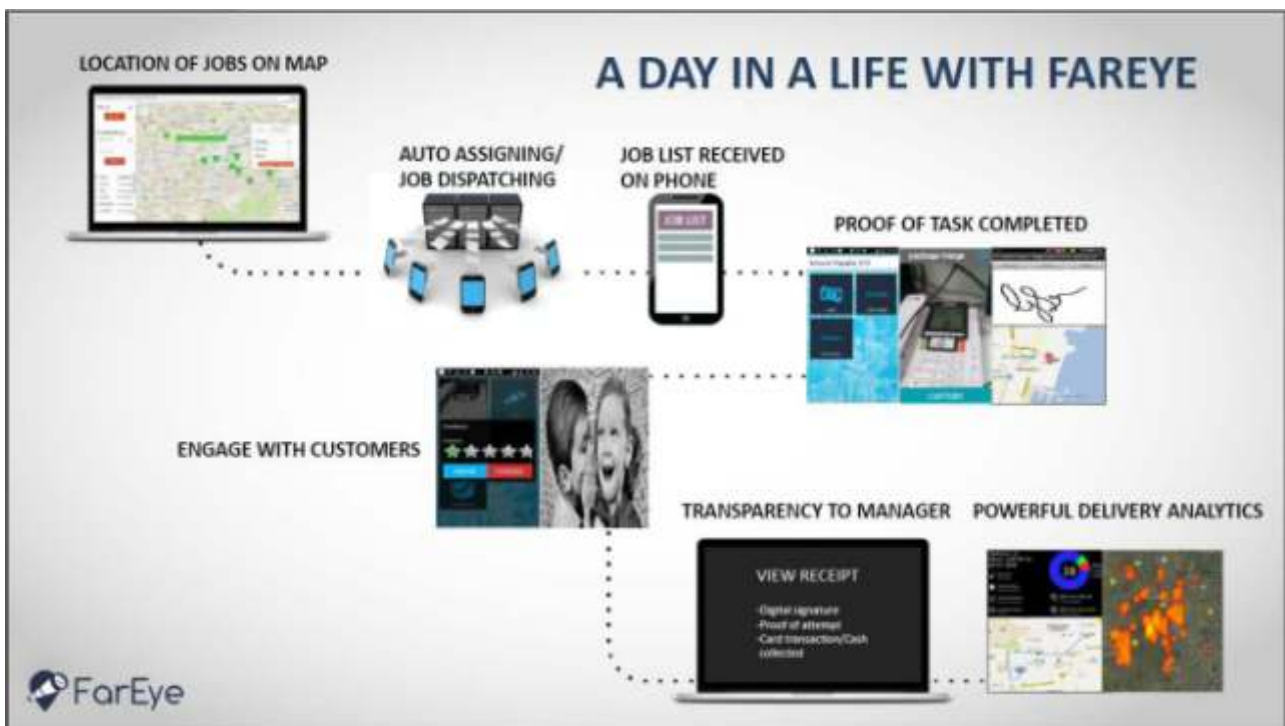 LOCATION OF JOBS ON MAP
A DAY IN A LIFE WITH FAREYE
AUTO ASSIGNING/
JOB DISPATCHING
JOB LIST RECEIVED
ON PHONE
JOB LIST
PROOF OF TASK COMPLETED
ENGAGE WITH CUSTOMERS
TRANSPARENCY TO MANAGER
POWERFUL DELIVERY ANALYTICS
VIEW RECEIPT
-Digital signature
-Proof of attempt
-Card transaction/Cash
collected
FarEye